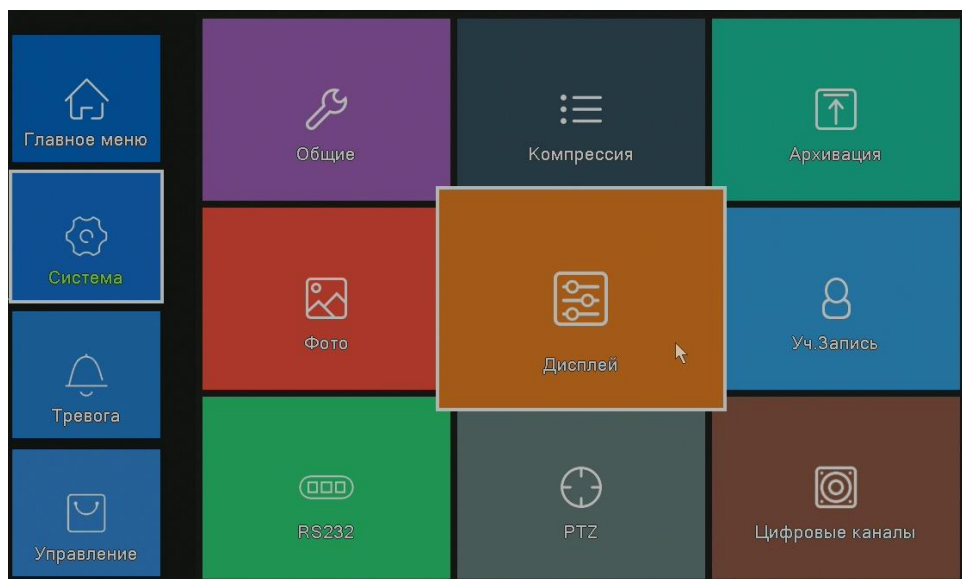 Главное меню
Система
Тревога
Управление
Общие
Компрессия
Архивация
Фото
Дисплей
Уч.Запись
RS232
PTZ
Цифровые каналы